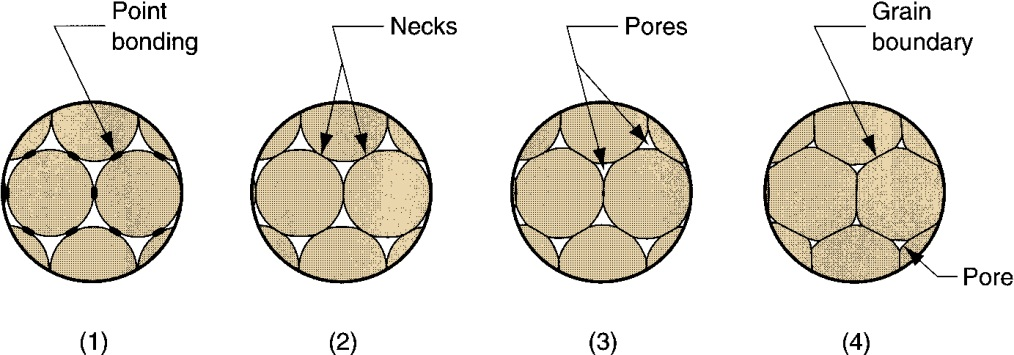 Point
bonding
Necks
Pores
Grain
boundary
Pore
(1)
(2)
(3)
(4)